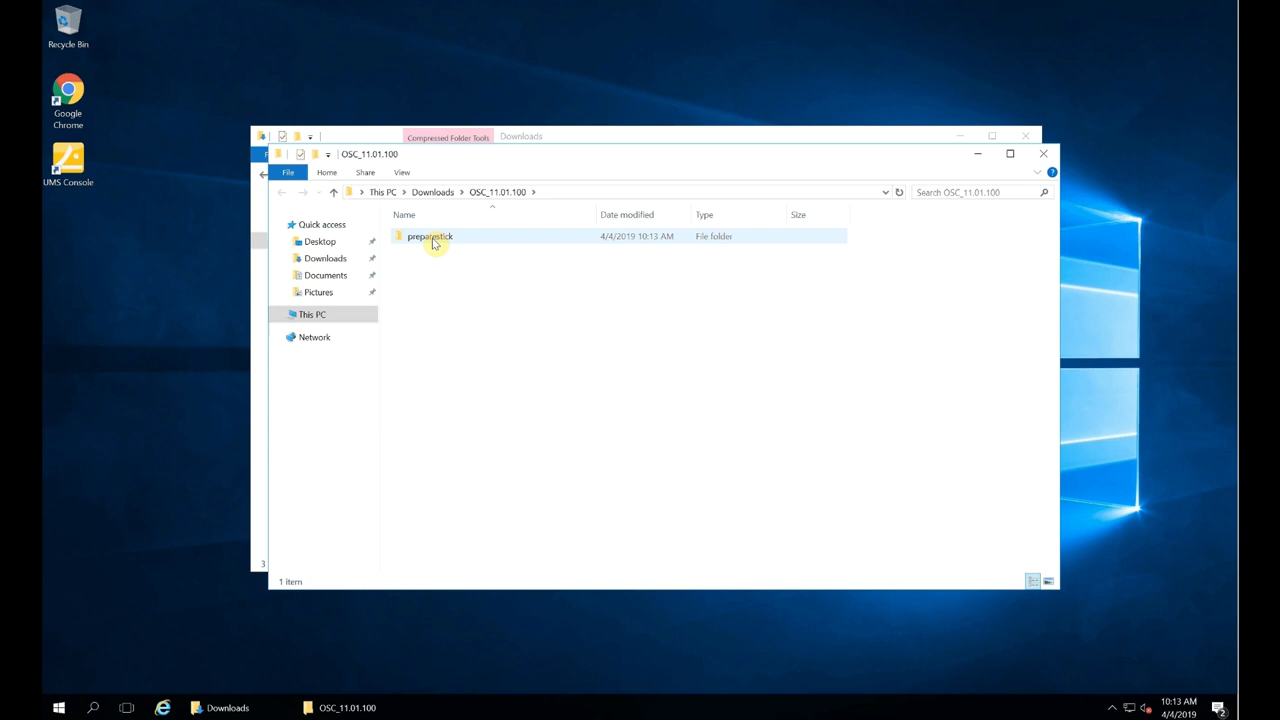 Recycle Bin
Google
Chrome
UMS Console
Compressed Folder Tools
Downloads
OSC_11.01.100
File
Home
Share
View
This PC
Downloads
OSC_11.01.100
Search OSC_11.01.100
Name
Date modified
Type
Size
Quick access
Desktop
Downloads
Documents
Pictures
This PC
Network
preparestick
4/4/2019 10:13 AM
File folder
3
1 item
Downloads
OSC_11.01.100
10:13 AM
4/4/2019
2